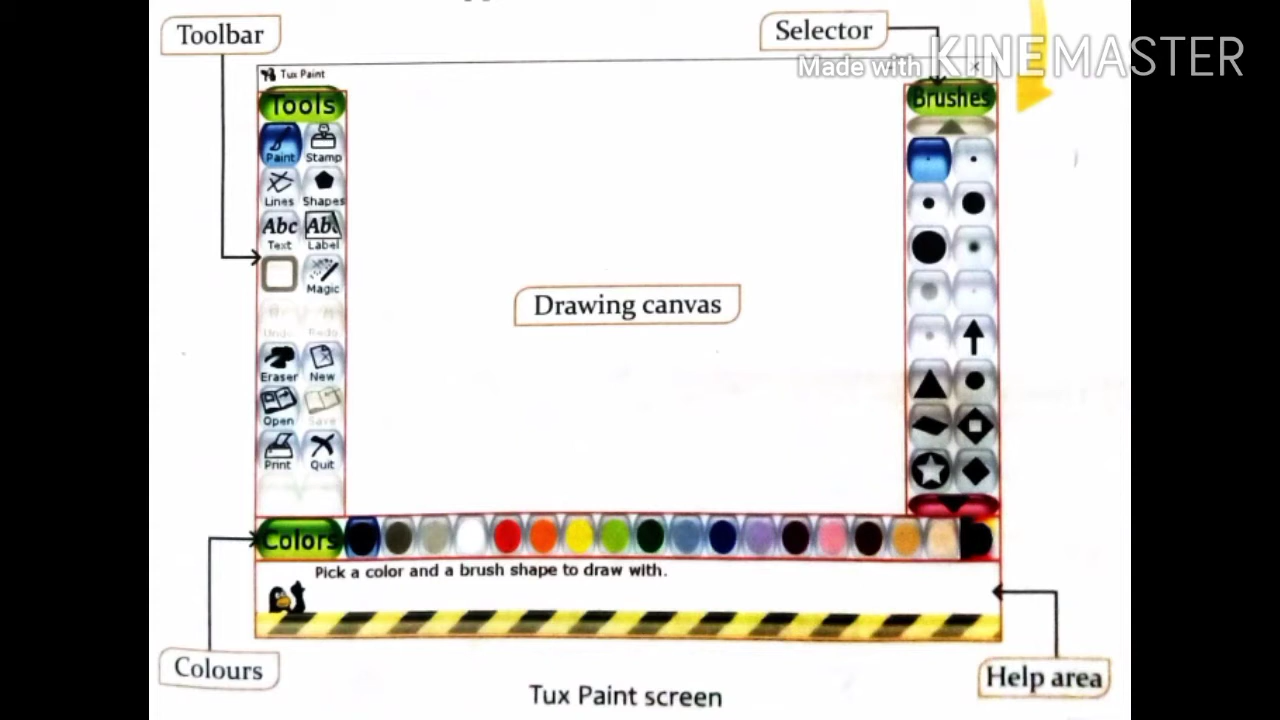 Toolbar
Selector
Made with KINEMASTER
Tux Paint
Tools
Brushes
Paint Stamp
Lines Shapes
Abc Abc
Text Label
Magic
Undo Redo
Eraser New
Open Save
Print Quit
Drawing canvas
Colors
Pick a color and a brush shape to draw with.
Colours
Help area
Tux Paint screen